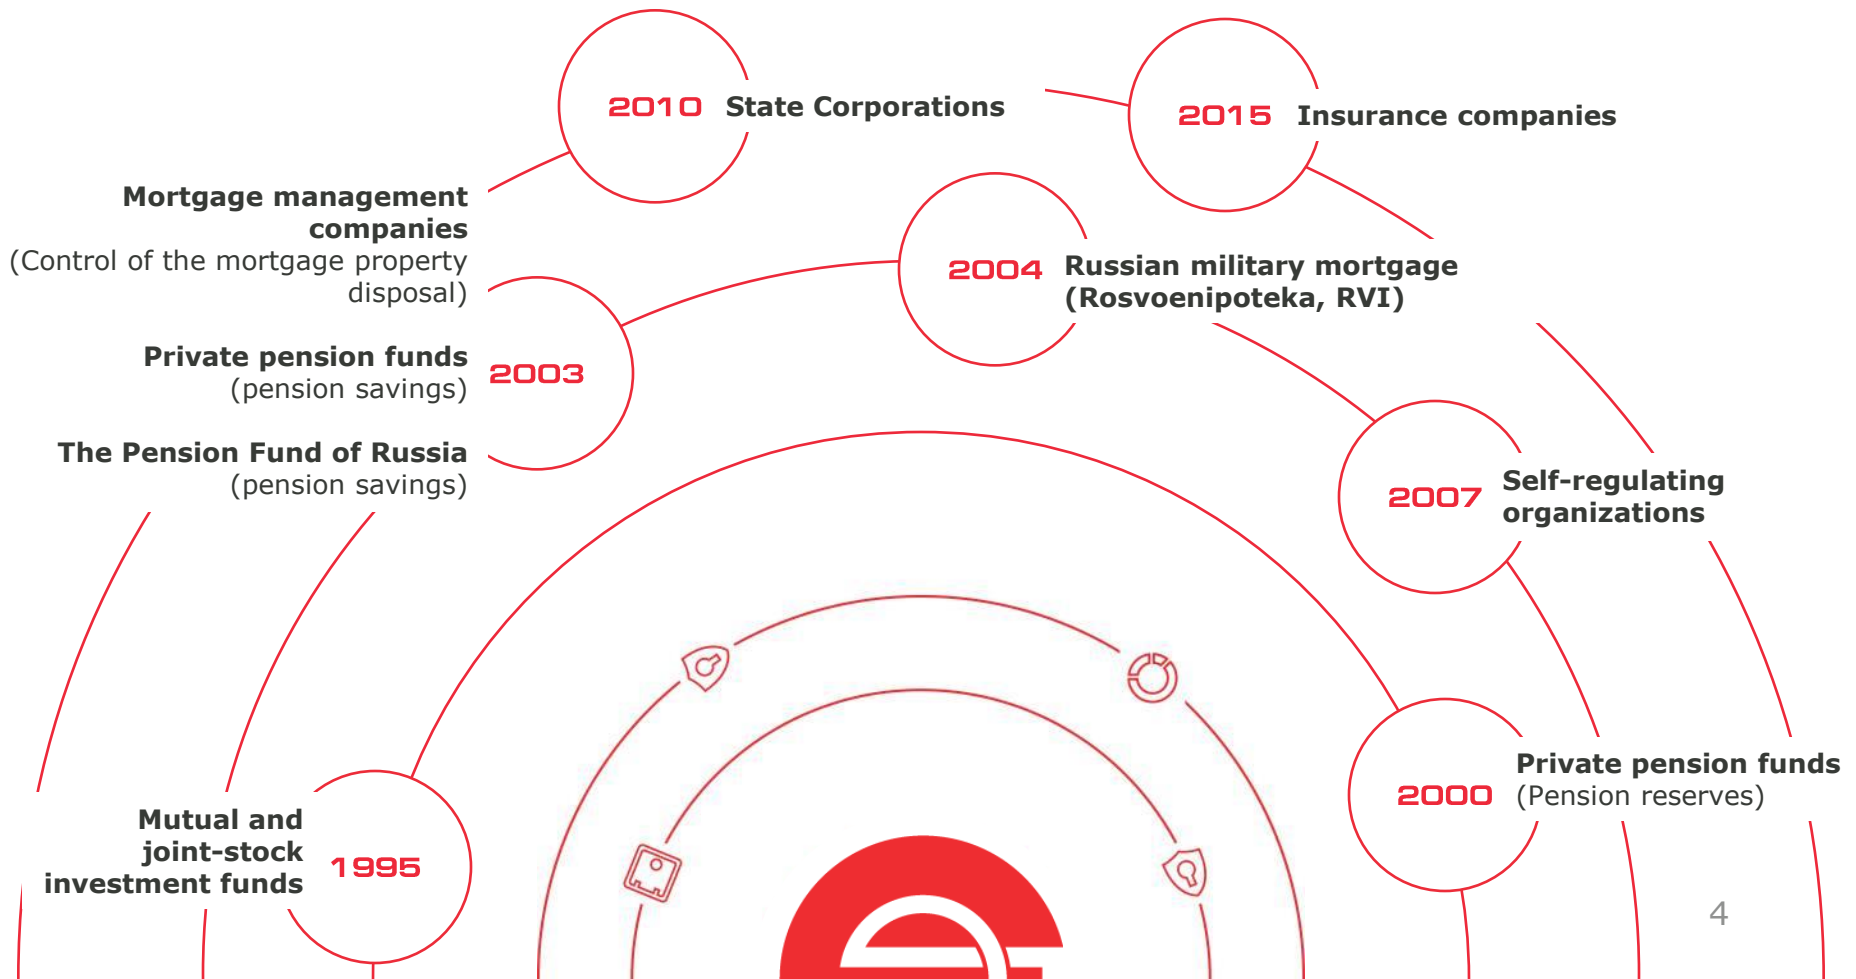 2010 State Corporations
2015 Insurance companies
Mortgage management
companies
(Control of the mortgage property
disposal)
Private pension funds
(pension savings)
The Pension Fund of Russia
(pension savings)
2003
2004 Russian military mortgage
(Rosvoenipoteka, RVI)
2007 Self-regulating
organizations
2000 Private pension funds
(Pension reserves)
Mutual and
joint-stock
investment funds
1995
4